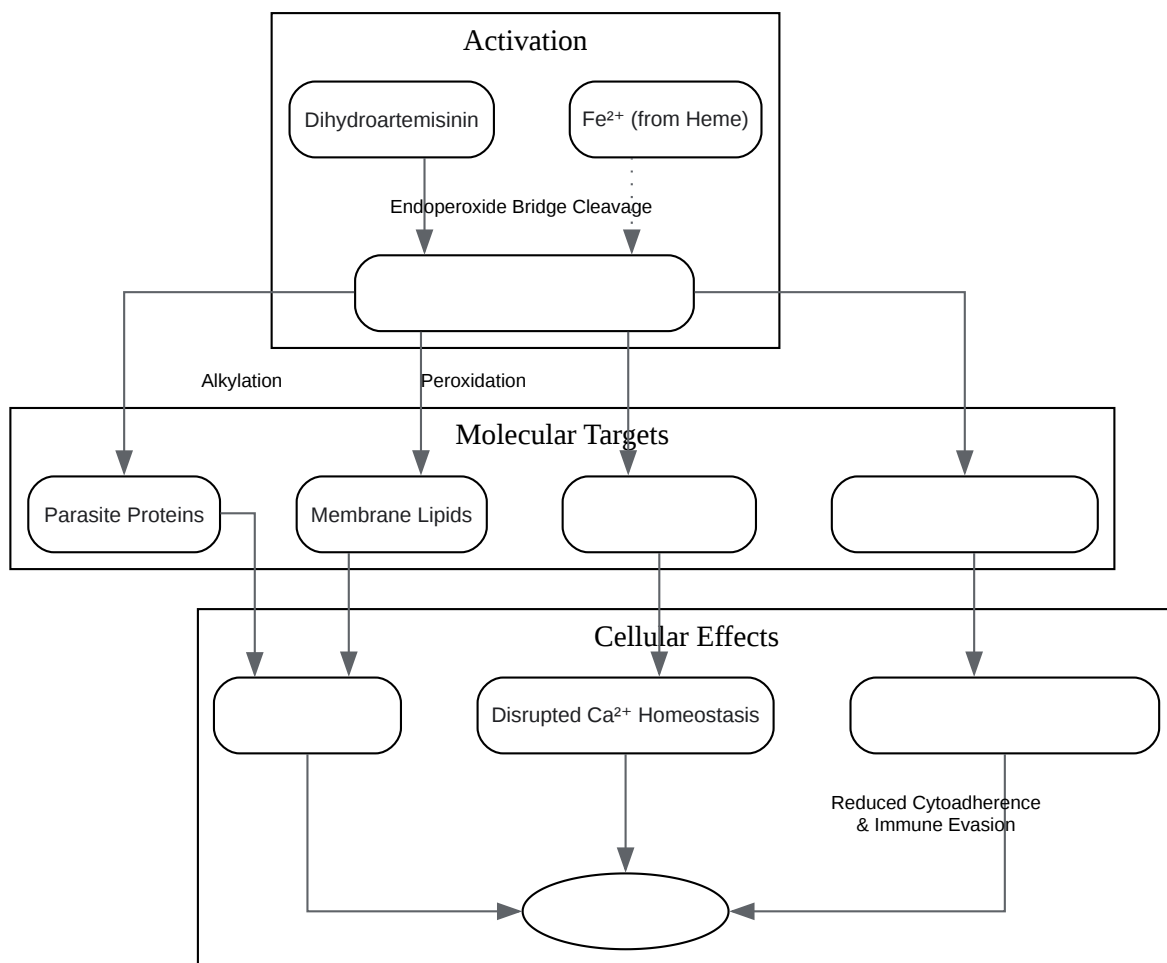 Activation
Dihydroartemisinin
Fe²⁺ (from Heme)
Endoperoxide Bridge Cleavage
Alkylation
Peroxidation
Molecular Targets
Parasite Proteins
Membrane Lipids
Cellular Effects
Disrupted Ca²⁺ Homeostasis
Reduced Cytoadherence
& Immune Evasion